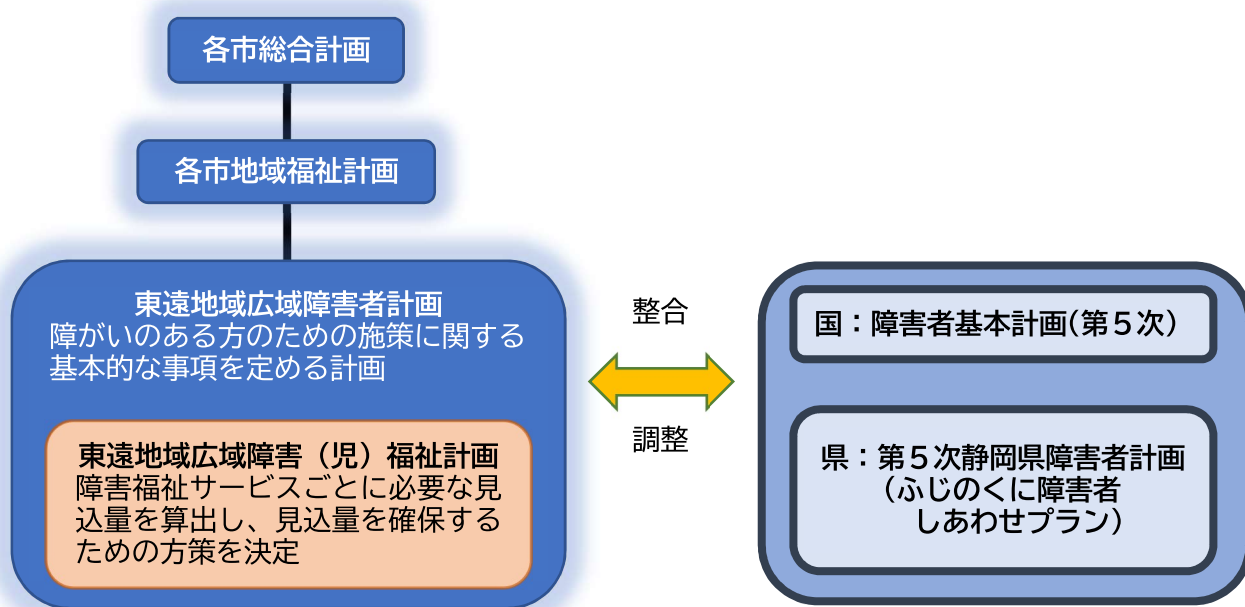 各市総合計画
各市地域福祉計画
東遠地域広域障害者計画
障がいのある方のための施策に関する
基本的な事項を定める計画
東遠地域広域障害（児）福祉計画
障害福祉サービスごとに必要な見
込量を算出し、見込量を確保する
ための方策を決定
整合
調整
国：障害者基本計画(第５次）
県：第５次静岡県障害者計画
（ふじのくに障害者
しあわせプラン）